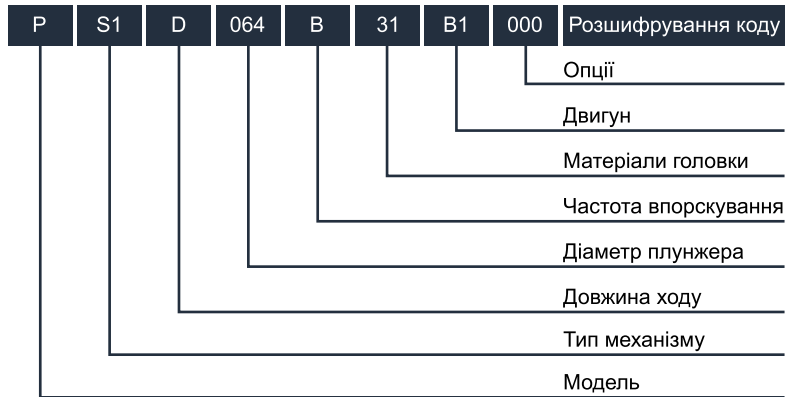 P S1 D 064 B 31 B1 000 Розшифрування коду
Опції
Двигун
Матеріали головки
Частота впорскування
Діаметр плунжера
Довжина ходу
Тип механізму
Модель